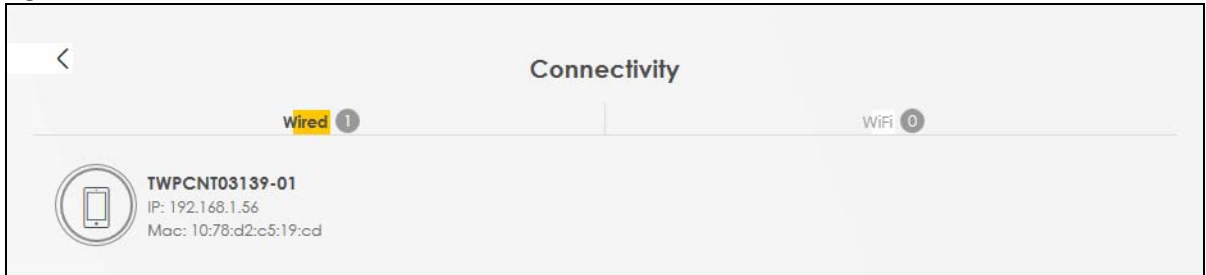 Connectivity
Wired 1
WiFi 0
TWPCNT03139-01
IP: 192.168.1.56
Mac: 10:78:d2:c5:19:cd